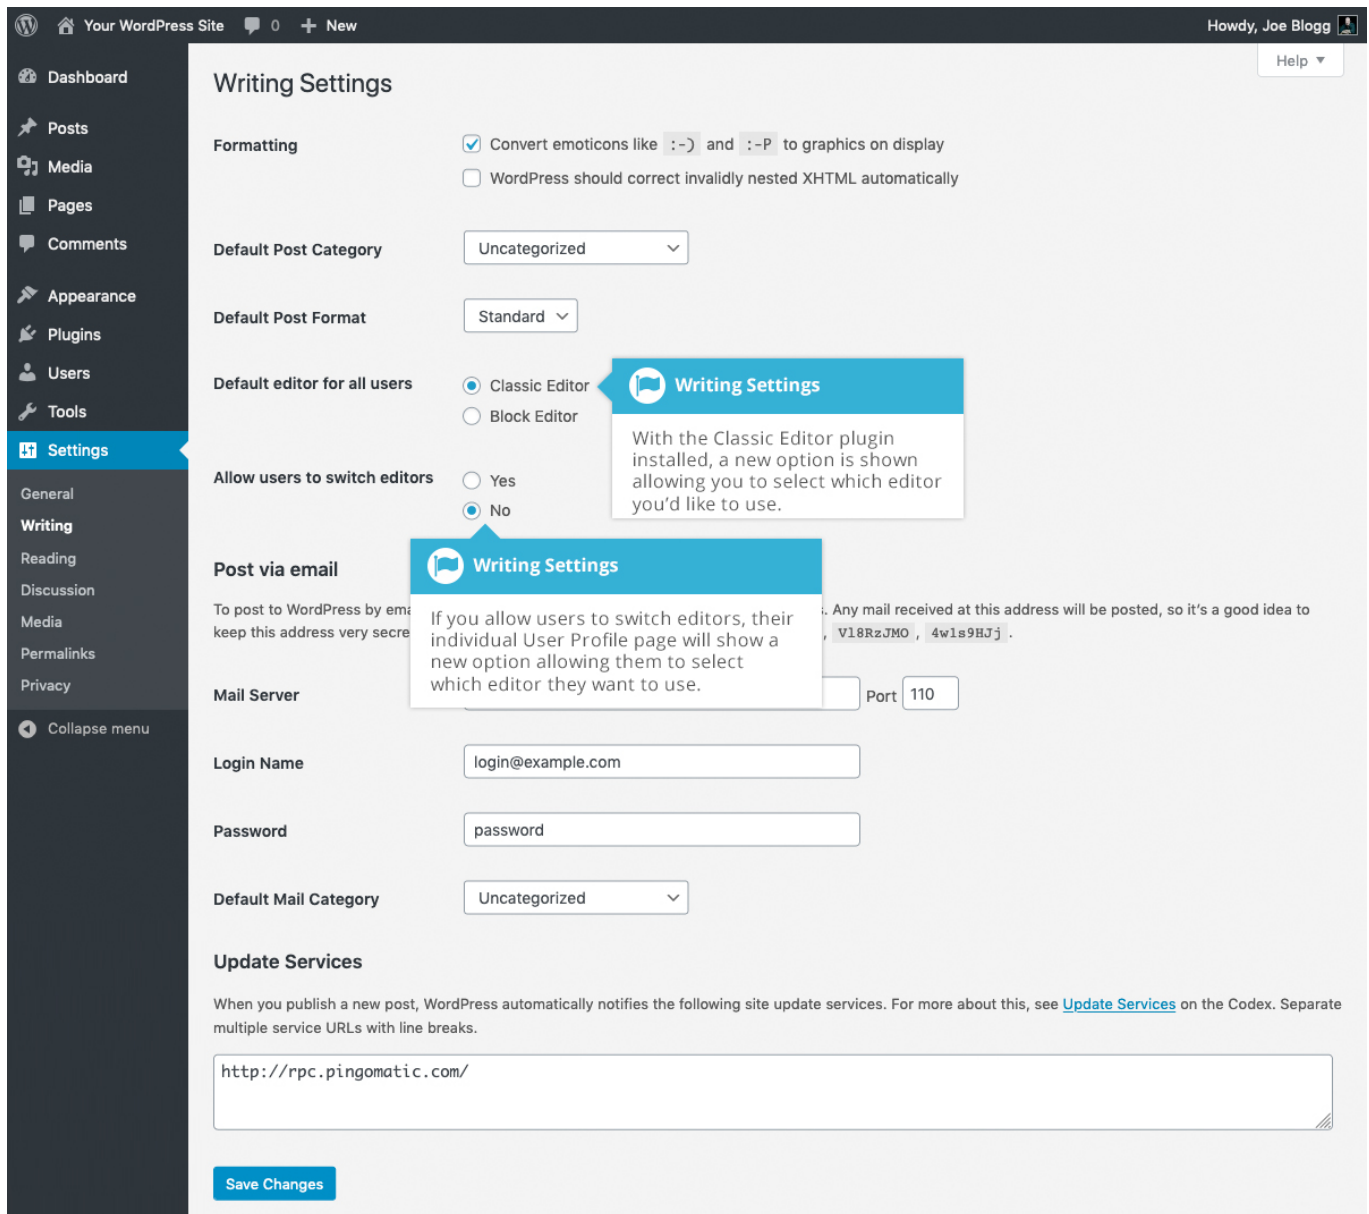 Your WordPress Site 0 New Howdy, Joe Blogg
Help
Dashboard
Posts
Media
Pages
Comments
Appearance
Plugins
Users
Tools
Settings
General
Writing
Reading
Discussion
Media
Permalinks
Privacy
Collapse menu
Writing Settings
Formatting
Convert emoticons like :-) and :-P to graphics on display
WordPress should correct invalidly nested XHTML automatically
Default Post Category Uncategorized
Default Post Format Standard
Default editor for all users Classic Editor
Block Editor
Writing Settings
With the Classic Editor plugin
installed, a new option is shown
allowing you to select which editor
you'd like to use.
Allow users to switch editors Yes
No
Writing Settings
If you allow users to switch editors, their
individual User Profile page will show a
new option allowing them to select
which editor they want to use.
Post via email
To post to WordPress by . Any mail received at this address will be posted, so it's a good idea to
keep this address very , Vl8RzJMO , 4wls9HJj .
Mail Server Port 110
Login Name login@example.com
Password password
Default Mail Category Uncategorized
Update Services
When you publish a new post, WordPress automatically notifies the following site update services. For more about this, see Update Services on the Codex. Separate
multiple service URLs with line breaks.
http://rpc.pingomatic.com/
Save Changes